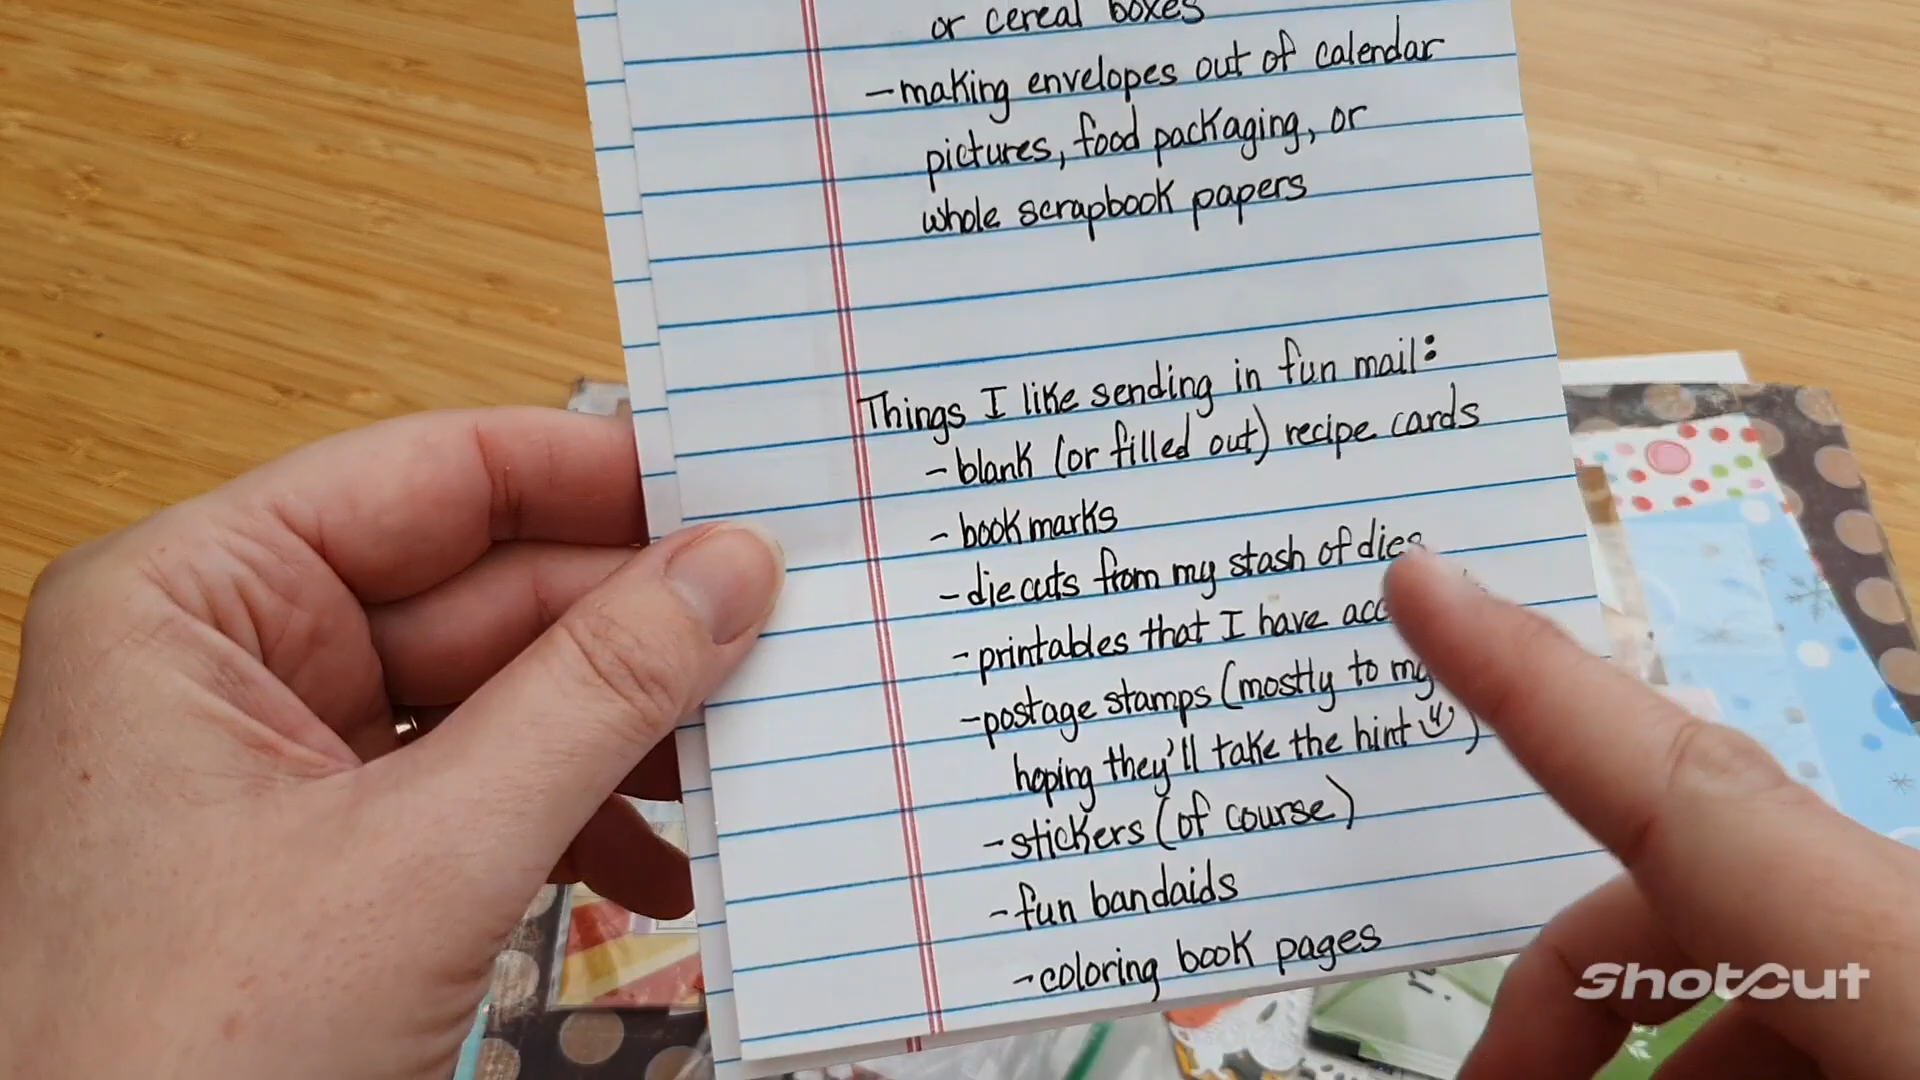 or cereal boxes
-making envelopes out of calendar
pictures, food packaging, or
whole scrapbook papers
Things I like sending in fun mail:
-blank (or filled out) recipe cards
-bookmarks
-die cuts from my stash of dies
-printables that I have
-postage stamps (mostly to my
hoping they'll take the hint )
-stickers (of course)
-fun bandaids
-coloring book pages
SHOTCUT